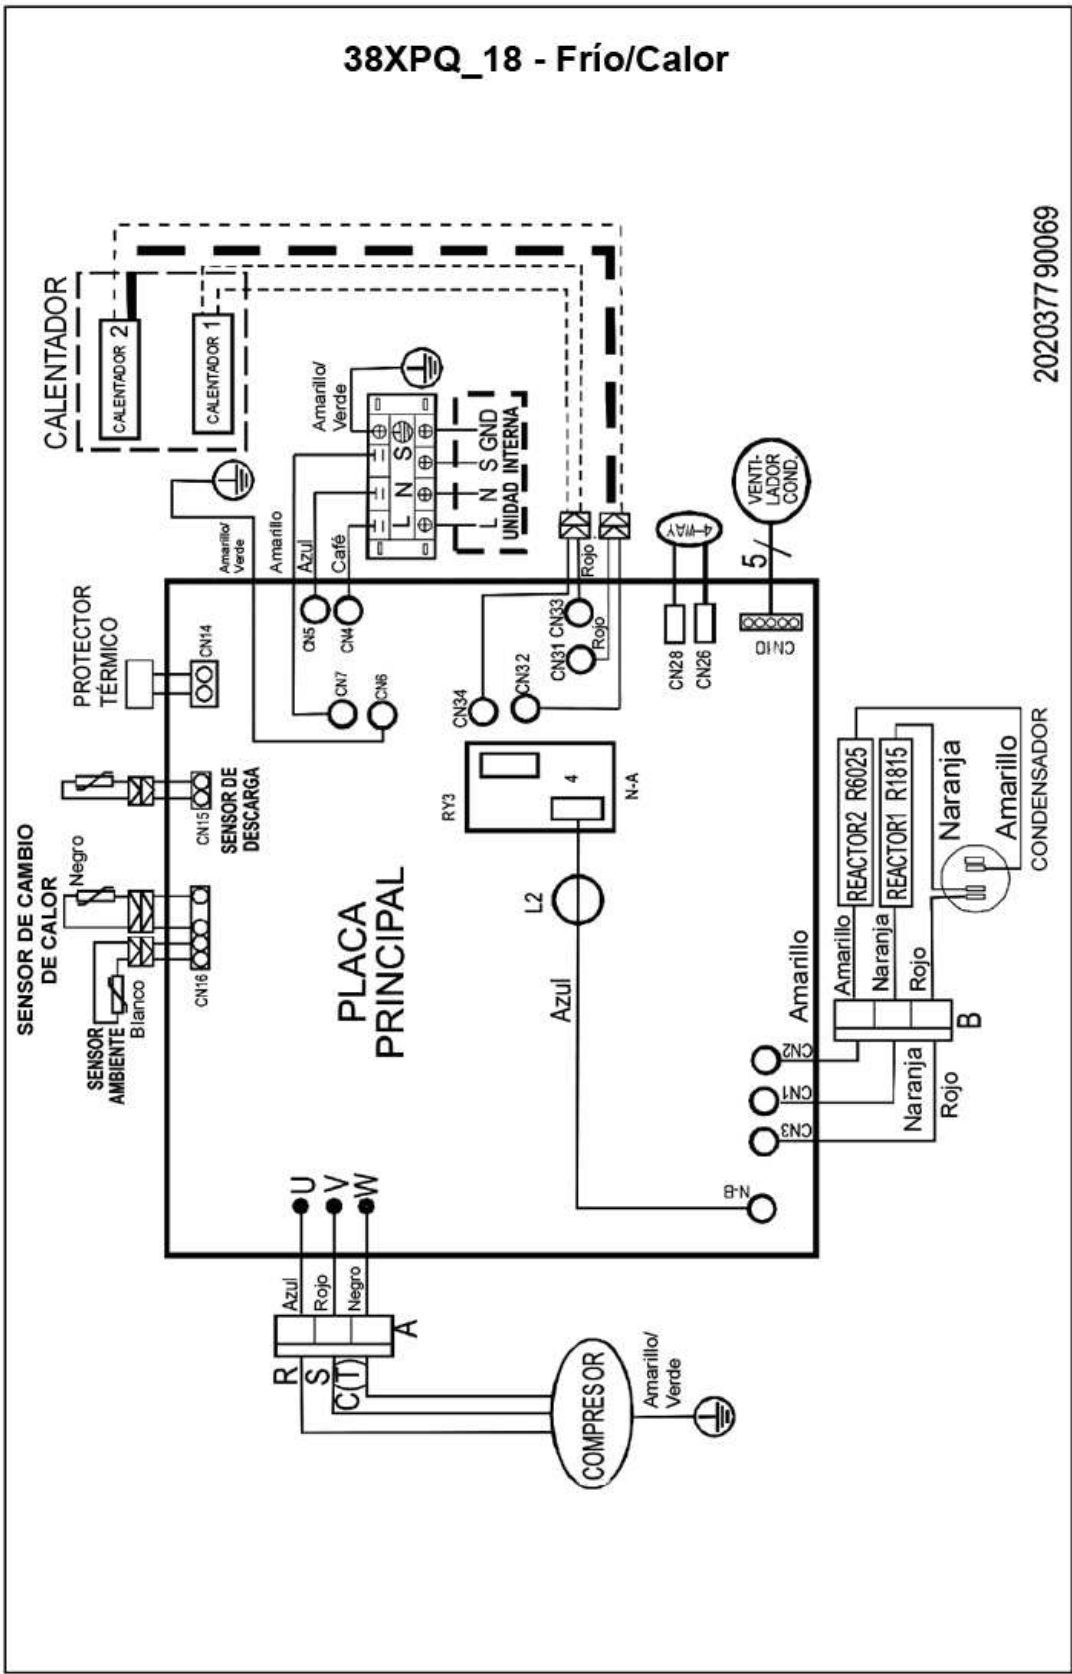 38XPQ_18 - Frío/Calor
202037790069
CALENTADOR
CALENTADOR 2
CALENTADOR 1
Amarillo/
Verde
L N S
L N S GND
UNIDAD INTERNA
Amarillo/
Verde
Amarillo
Azul
Café
Rojo
4-WAY
VENTI-
LADOR
COND.
5
PROTECTOR
TÉRMICO
CN14
CN5
CN4
CN7
CN6
CN33
CN31
Rojo
CN32
CN34
CN28
CN26
CN10
SENSOR DE CAMBIO
DE CALOR
Negro
CN15
SENSOR DE
DESCARGA
CN16
SENSOR
AMBIENTE
Blanco
RY3
4
N-A
L2
Azul
PLACA
PRINCIPAL
REACTOR2 R6025
REACTOR1 R1815
Naranja
Amarillo
CONDENSADOR
Amarillo
Amarillo
Naranja
Rojo
B
CN2
CN1
CN3
Naranja
Rojo
N-B
U
V
W
Azul
Rojo
Negro
A
R
S
C(T)
COMPRESOR
Amarillo/
Verde